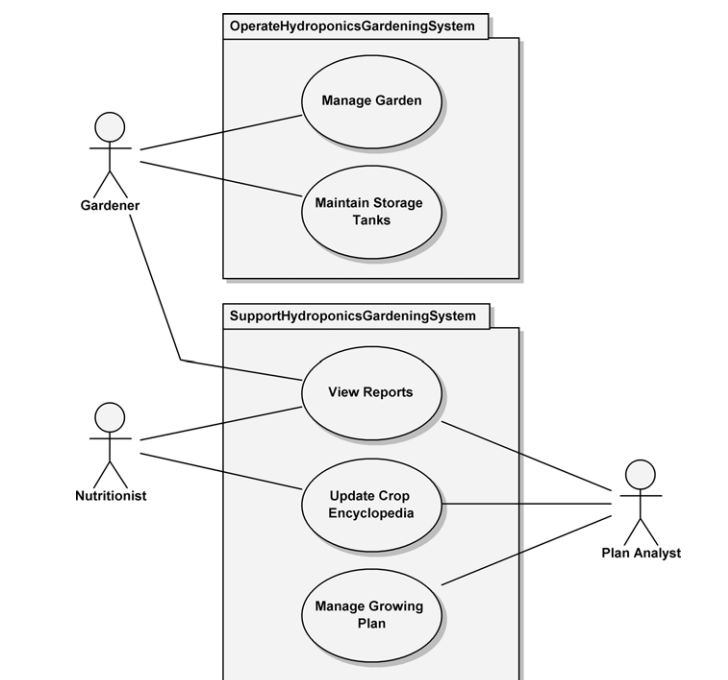 OperateHydroponicsGardeningSystem
Manage Garden
Gardener
Maintain Storage
Tanks
SupportHydroponicsGardeningSystem
View Reports
Nutritionist
Update Crop
Encyclopedia
Plan Analyst
Manage Growing
Plan